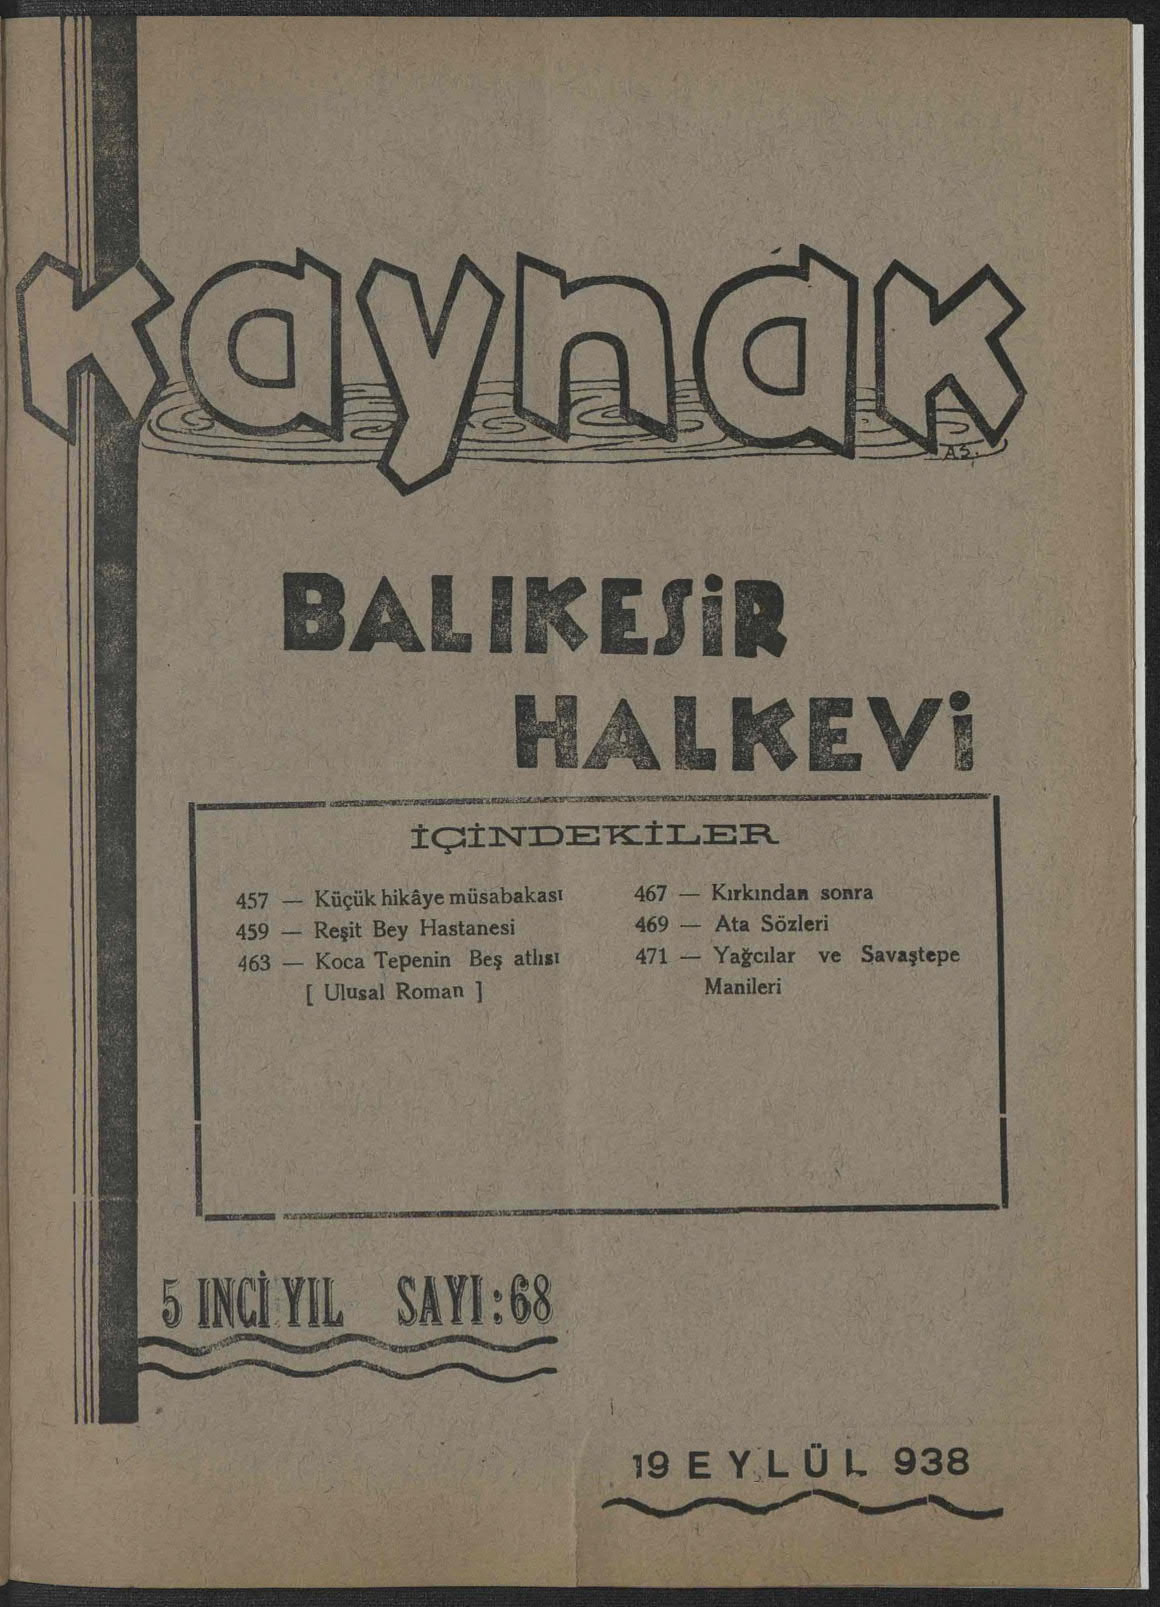 kaynak
A.Ş.
BALIKESiR
HALKEVi
İÇİNDEKİLER
457 — Küçük hikâye müsabakası
459 — Reşit Bey Hastanesi
463 — Koca Tepenin Beş atlısı
[ Ulusal Roman ]
467 — Kırkından sonra
469 — Ata Sözleri
471 — Yağcılar ve Savaştepe
Manileri
5 INCİ YIL SAYI:68
19 EYLÜL 938